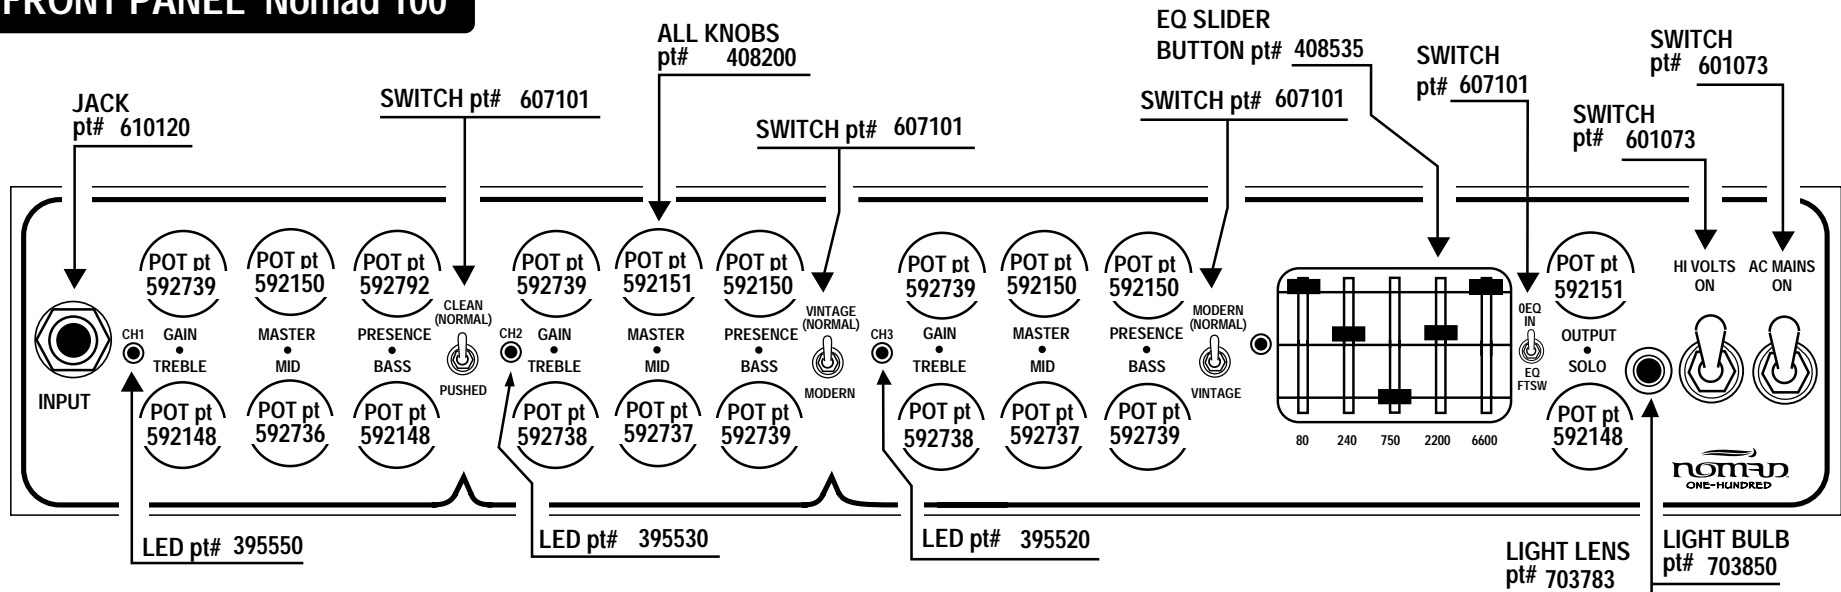 FRONT PANEL Nomad 100
JACK
pt# 610120
SWITCH pt# 607101
ALL KNOBS
pt# 408200
SWITCH pt# 607101
EQ SLIDER
BUTTON pt# 408535
SWITCH pt# 607101
SWITCH
pt# 607101
SWITCH
pt# 601073
SWITCH
pt# 601073
POT pt
592739
POT pt
592150
POT pt
592792
POT pt
592739
POT pt
592151
POT pt
592150
POT pt
592739
POT pt
592150
POT pt
592150
POT pt
592151
HI VOLTS
ON
AC MAINS
ON
INPUT
CH1
GAIN
TREBLE
MASTER
MID
PRESENCE
BASS
CLEAN
(NORMAL)
PUSHED
CH2
GAIN
TREBLE
MASTER
MID
PRESENCE
BASS
VINTAGE
(NORMAL)
MODERN
CH3
GAIN
TREBLE
MASTER
MID
PRESENCE
BASS
MODERN
(NORMAL)
VINTAGE
0EQ
IN
EQ
FTSW
OUTPUT
SOLO
POT pt
592148
POT pt
592736
POT pt
592148
POT pt
592738
POT pt
592737
POT pt
592739
POT pt
592738
POT pt
592737
POT pt
592739
80 240 750 2200 6600
POT pt
592148
nomad
ONE-HUNDRED
LED pt# 395550
LED pt# 395530
LED pt# 395520
LIGHT LENS
pt# 703783
LIGHT BULB
pt# 703850